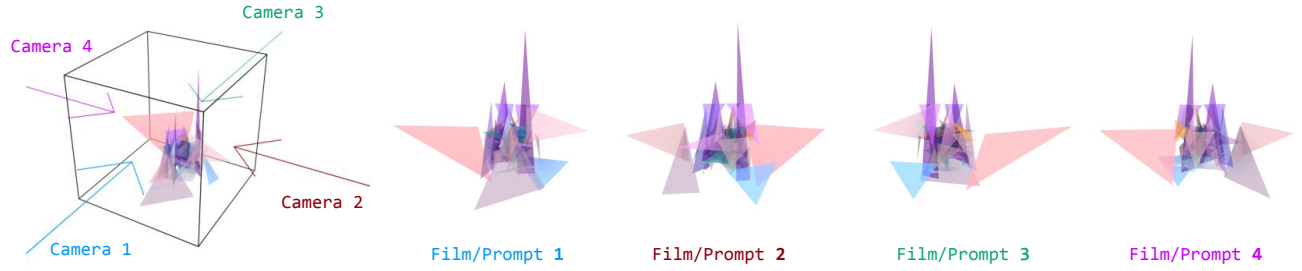 Camera 3
Camera 4
Camera 2
Camera 1
Film/Prompt 1
Film/Prompt 2
Film/Prompt 3
Film/Prompt 4